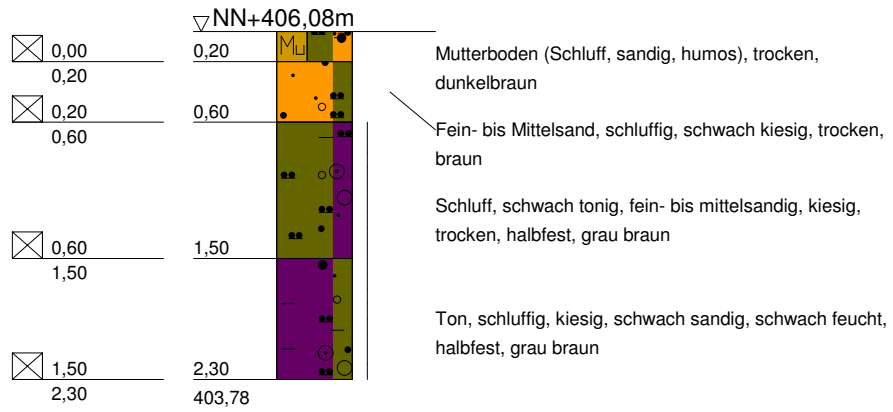 NN+406,08m
Mu
0,00
0,20
0,20
Mutterboden (Schluff, sandig, humos), trocken,
dunkelbraun
0,20
0,60
0,60
Fein- bis Mittelsand, schluffig, schwach kiesig, trocken,
braun
Schluff, schwach tonig, fein- bis mittelsandig, kiesig,
trocken, halbfest, grau braun
0,60
1,50
1,50
Ton, schluffig, kiesig, schwach sandig, schwach feucht,
halbfest, grau braun
1,50
2,30
2,30
403,78